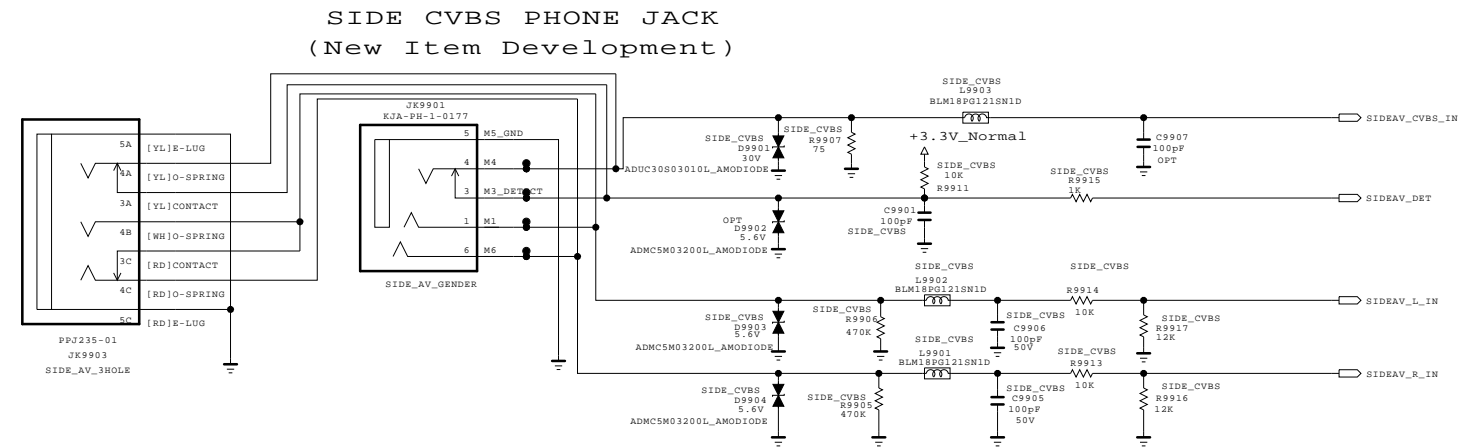 SIDE CVBS PHONE JACK
(New Item Development)
JK9901
KJA-PH-1-0177
5 M5_GND
4 M4
3 M3_DETECT
1 M1
6 M6
SIDE_AV_GENDER
5A [YL]E-LUG
4A [YL]O-SPRING
3A [YL]CONTACT
4B [WH]O-SPRING
3C [RD]CONTACT
4C [RD]O-SPRING
5C [RD]E-LUG
PPJ235-01
JK9903
SIDE_AV_3HOLE
SIDE_CVBS
D9901
30V
ADUC30S03010L_AMODIODE
SIDE_CVBS
R9907
75
SIDE_CVBS
L9903
BLM18PG121SN1D
C9907
100pF
OPT
SIDEAV_CVBS_IN
+3.3V_Normal
SIDE_CVBS
10K
R9911
SIDE_CVBS
R9915
1K
SIDEAV_DET
OPT
D9902
5.6V
ADMC5M03200L_AMODIODE
C9901
100pF
SIDE_CVBS
SIDE_CVBS
L9902
BLM18PG121SN1D
SIDE_CVBS
R9914
10K
SIDEAV_L_IN
SIDE_CVBS
D9903
5.6V
ADMC5M03200L_AMODIODE
SIDE_CVBS
R9906
470K
SIDE_CVBS
C9906
100pF
50V
SIDE_CVBS
R9917
12K
SIDE_CVBS
L9901
BLM18PG121SN1D
SIDE_CVBS
R9913
10K
SIDEAV_R_IN
SIDE_CVBS
D9904
5.6V
ADMC5M03200L_AMODIODE
SIDE_CVBS
R9905
470K
SIDE_CVBS
C9905
100pF
50V
SIDE_CVBS
R9916
12K